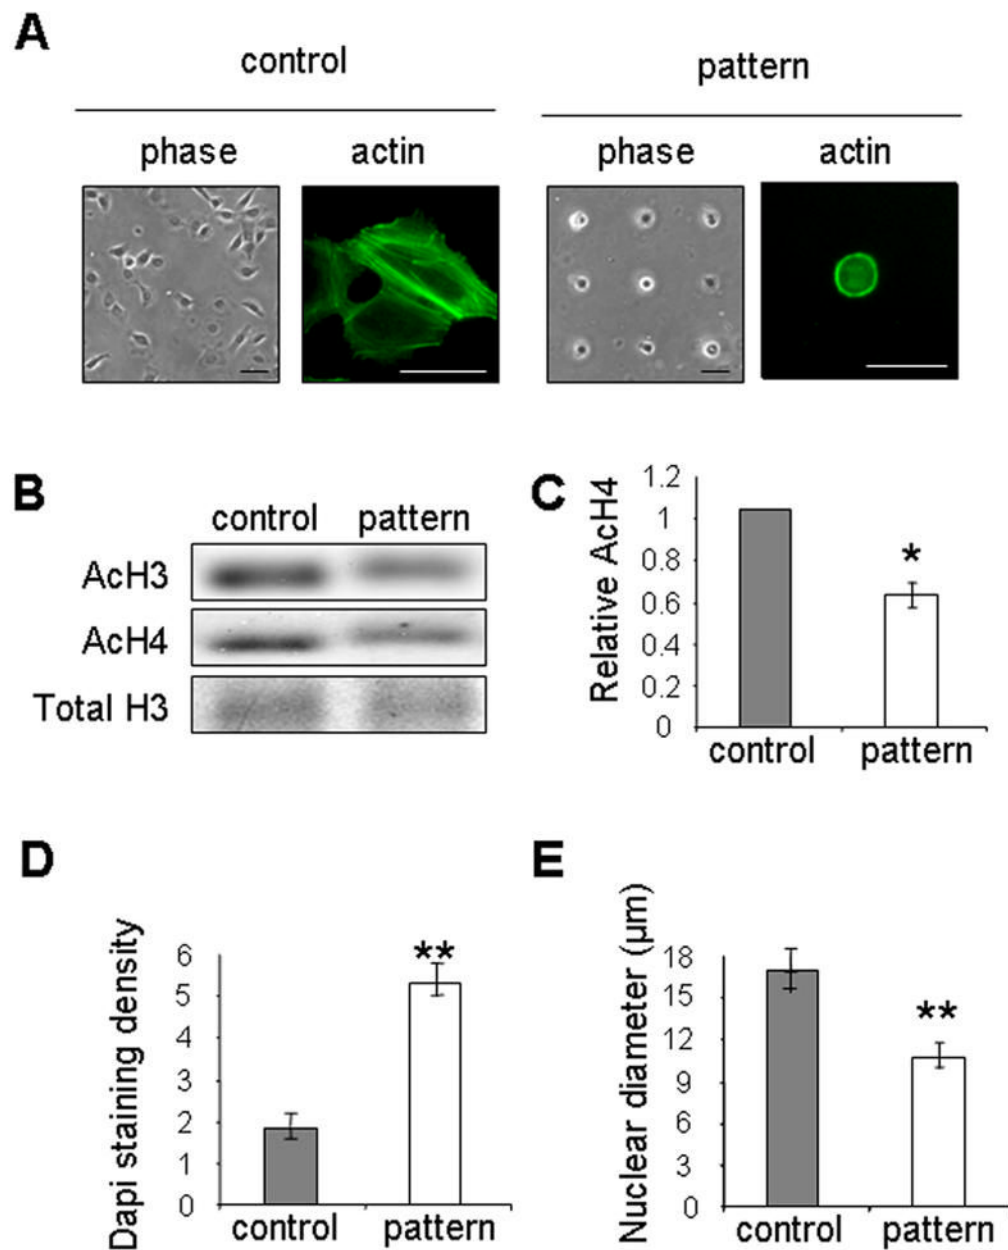 A
control
pattern
phase
actin
phase
actin
B
control pattern
AcH3
AcH4
Total H3
C
Relative AcH4
1.2
1
0.8
0.6
0.4
0.2
0
*
control
pattern
D
Dapi staining density
6
5
4
3
2
1
0
**
control
pattern
E
Nuclear diameter (µm)
18
15
12
9
6
3
0
**
control
pattern